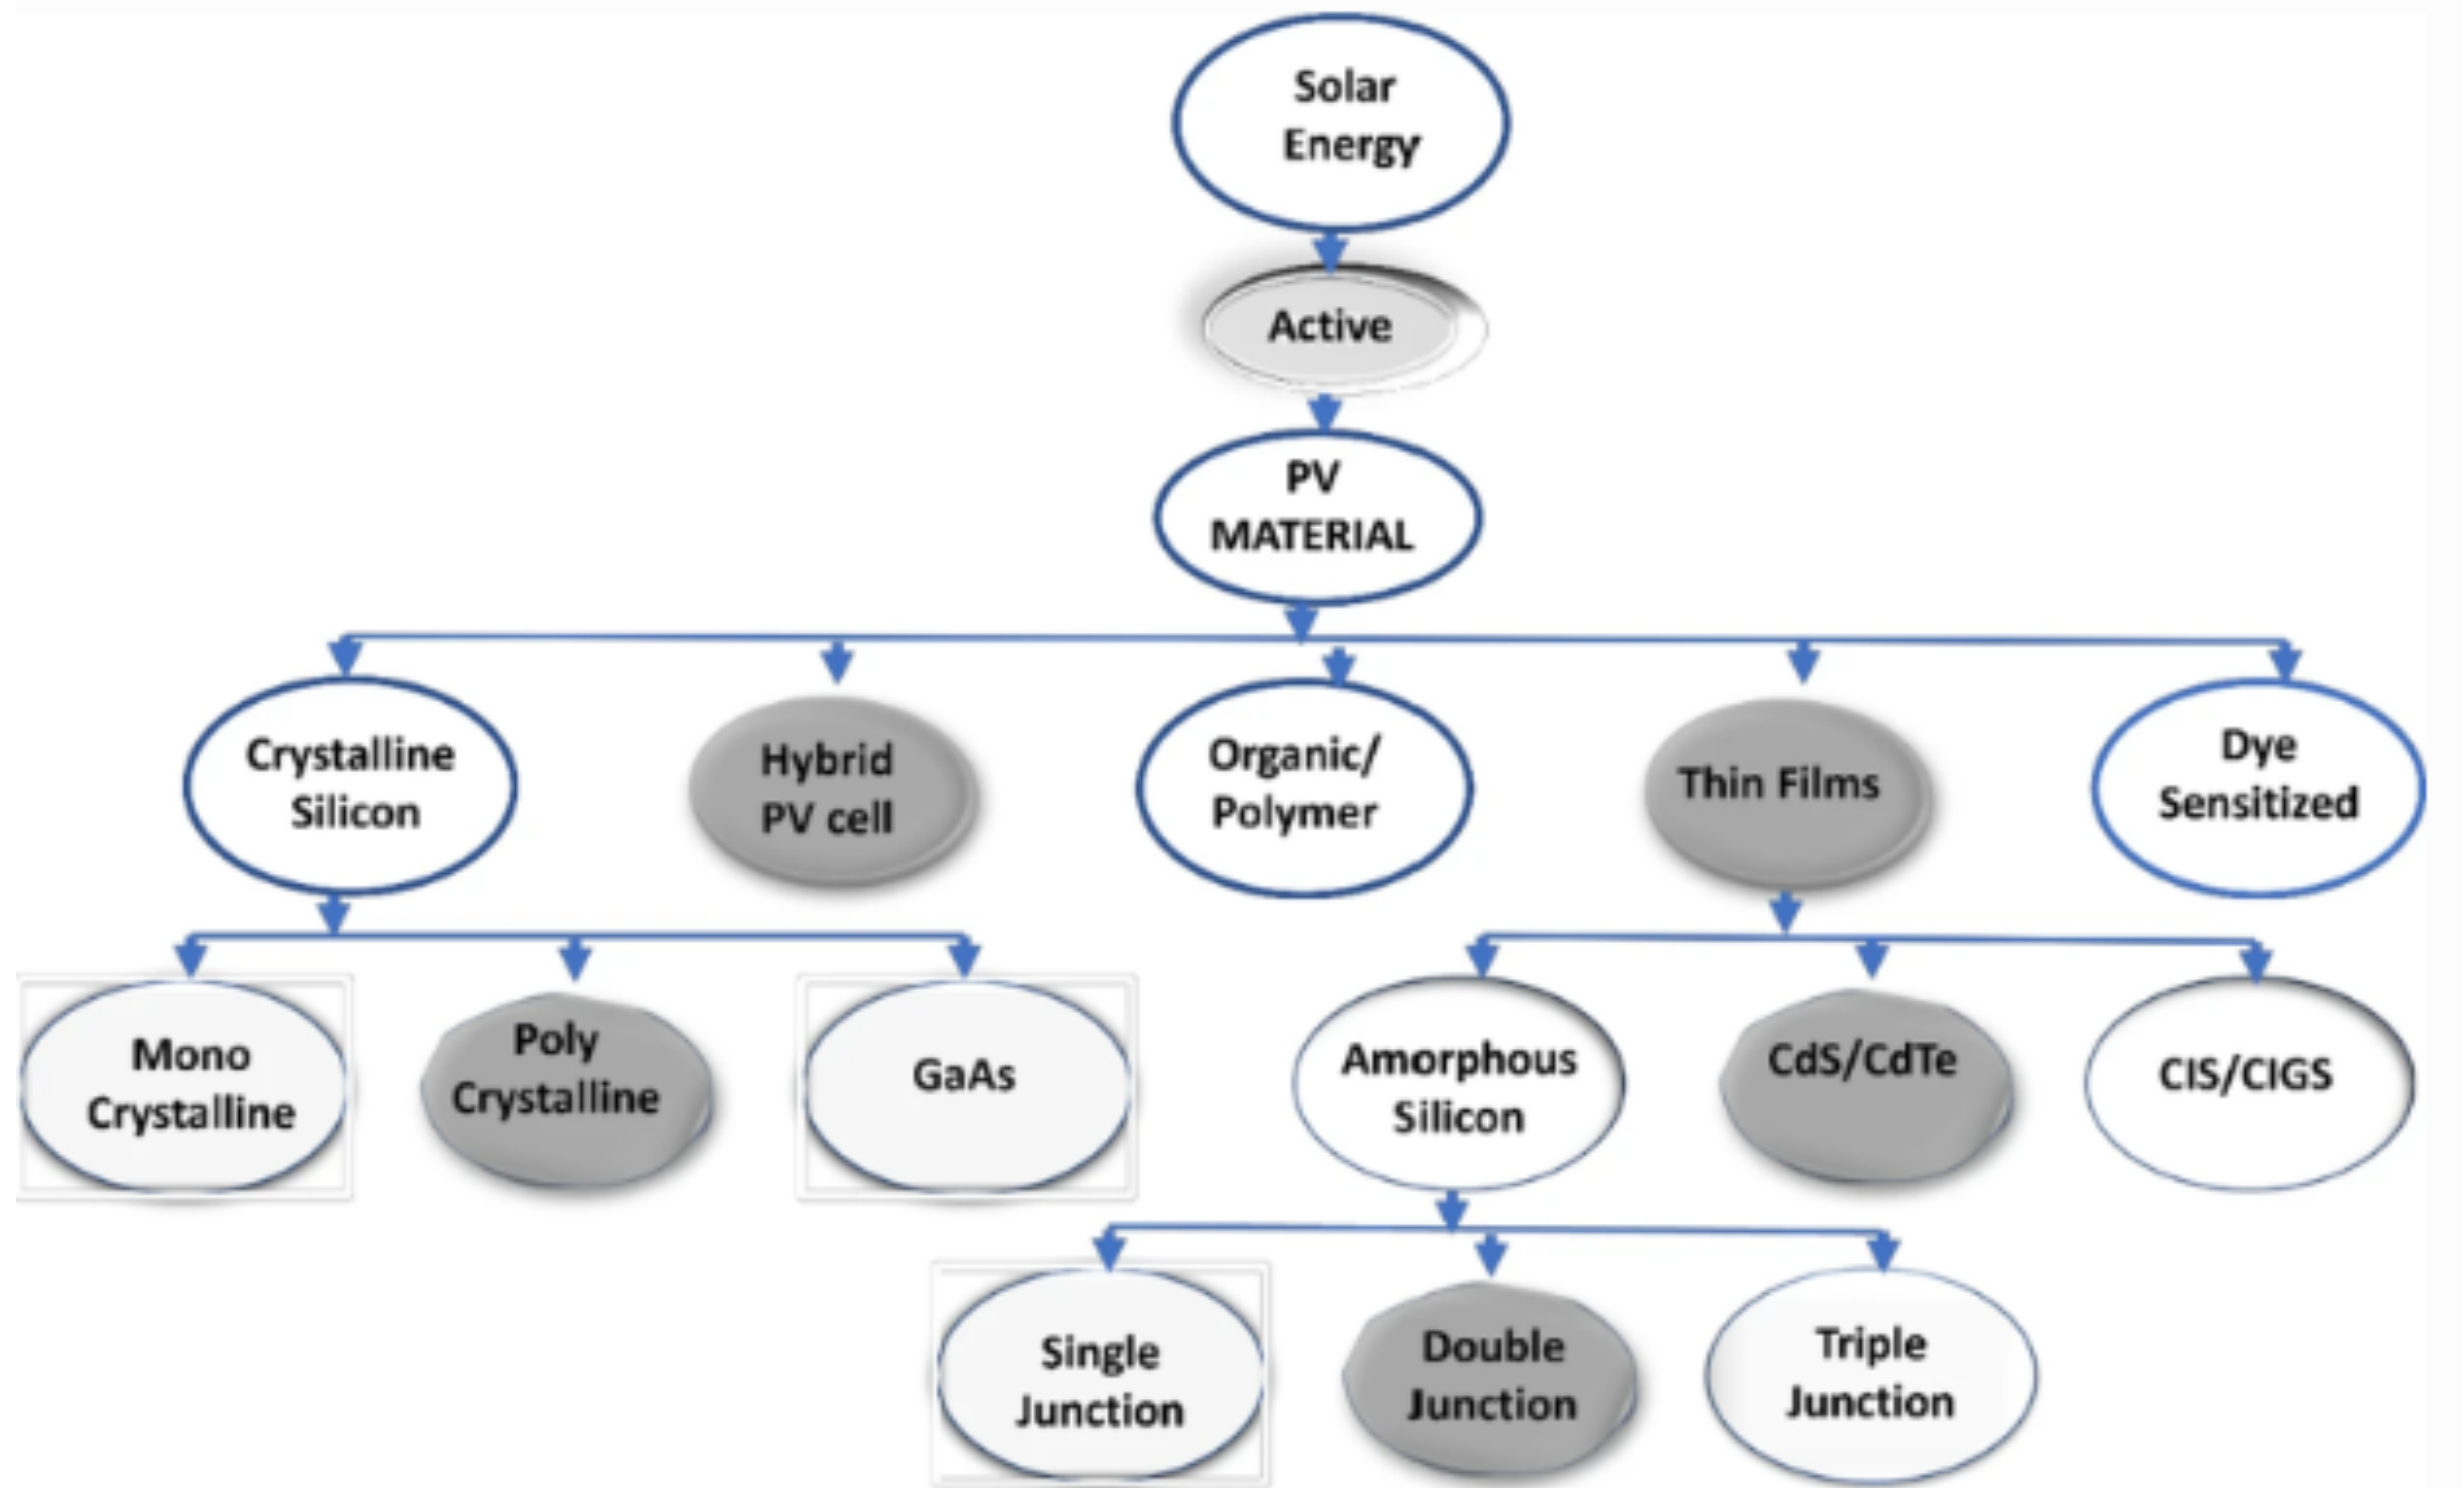 Solar
Energy
Active
PV
MATERIAL
Crystalline
Silicon
Hybrid
PV cell
Organic/
Polymer
Thin Films
Dye
Sensitized
Mono
Crystalline
Poly
Crystalline
GaAs
Amorphous
Silicon
CdS/CdTe
CIS/CIGS
Single
Junction
Double
Junction
Triple
Junction